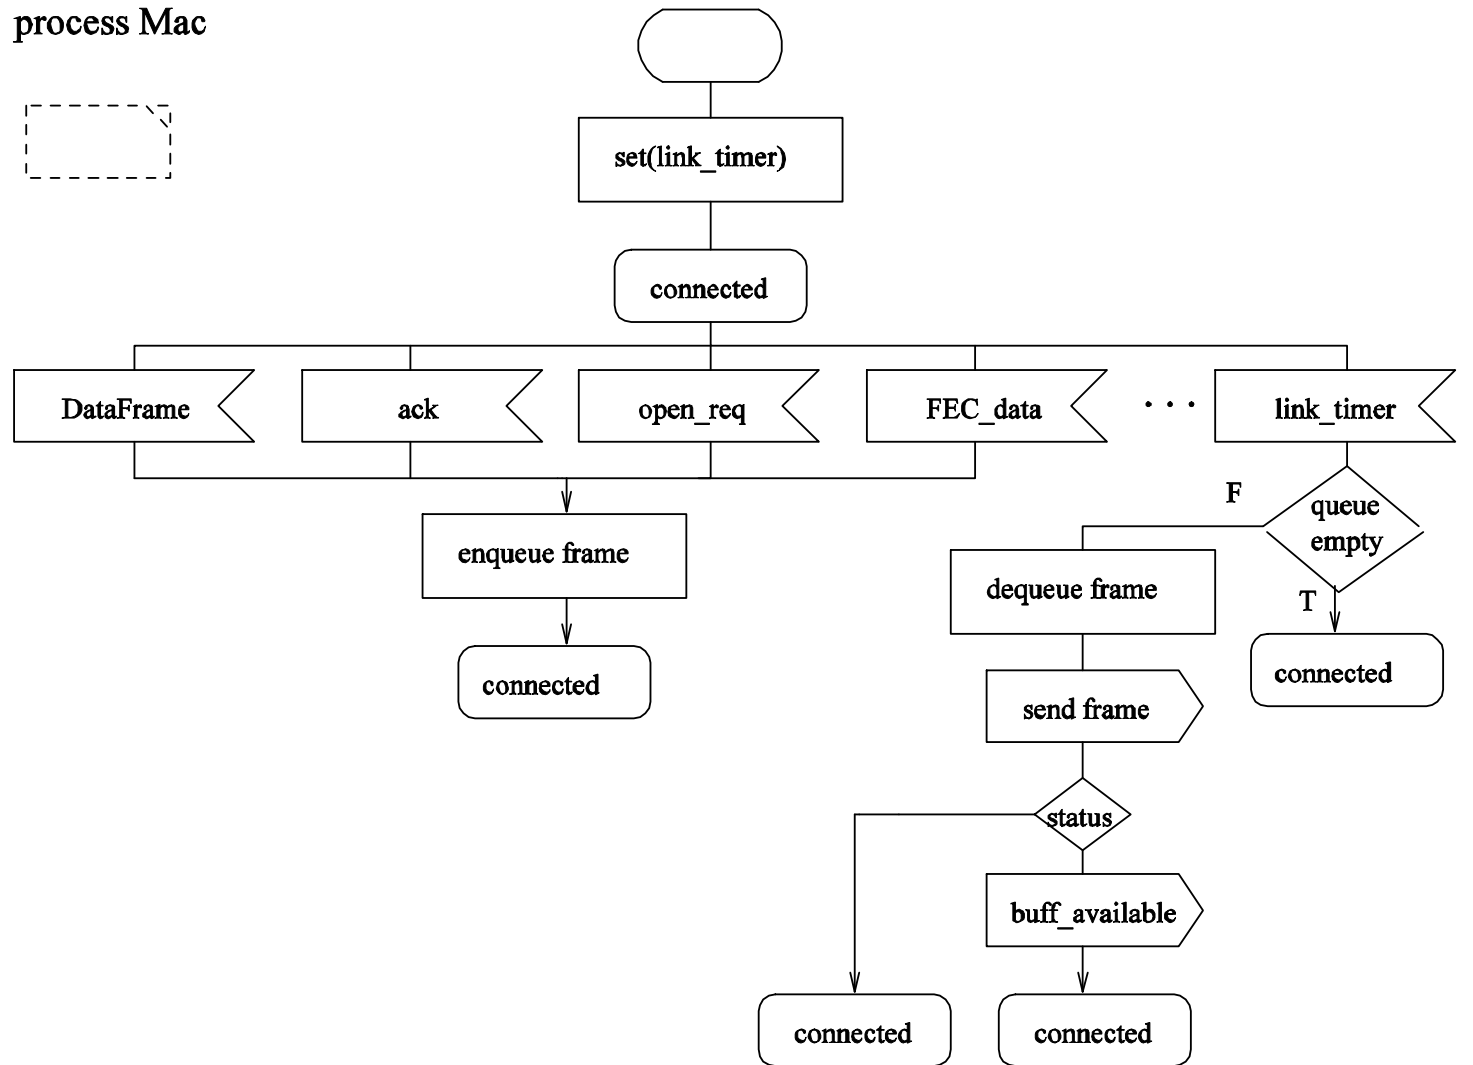 process Mac
set(link_timer)
connected
DataFrame
ack
open_req
FEC_data
. . .
link_timer
F
queue
empty
enqueue frame
dequeue frame
T
connected
connected
send frame
status
buff_available
connected
connected